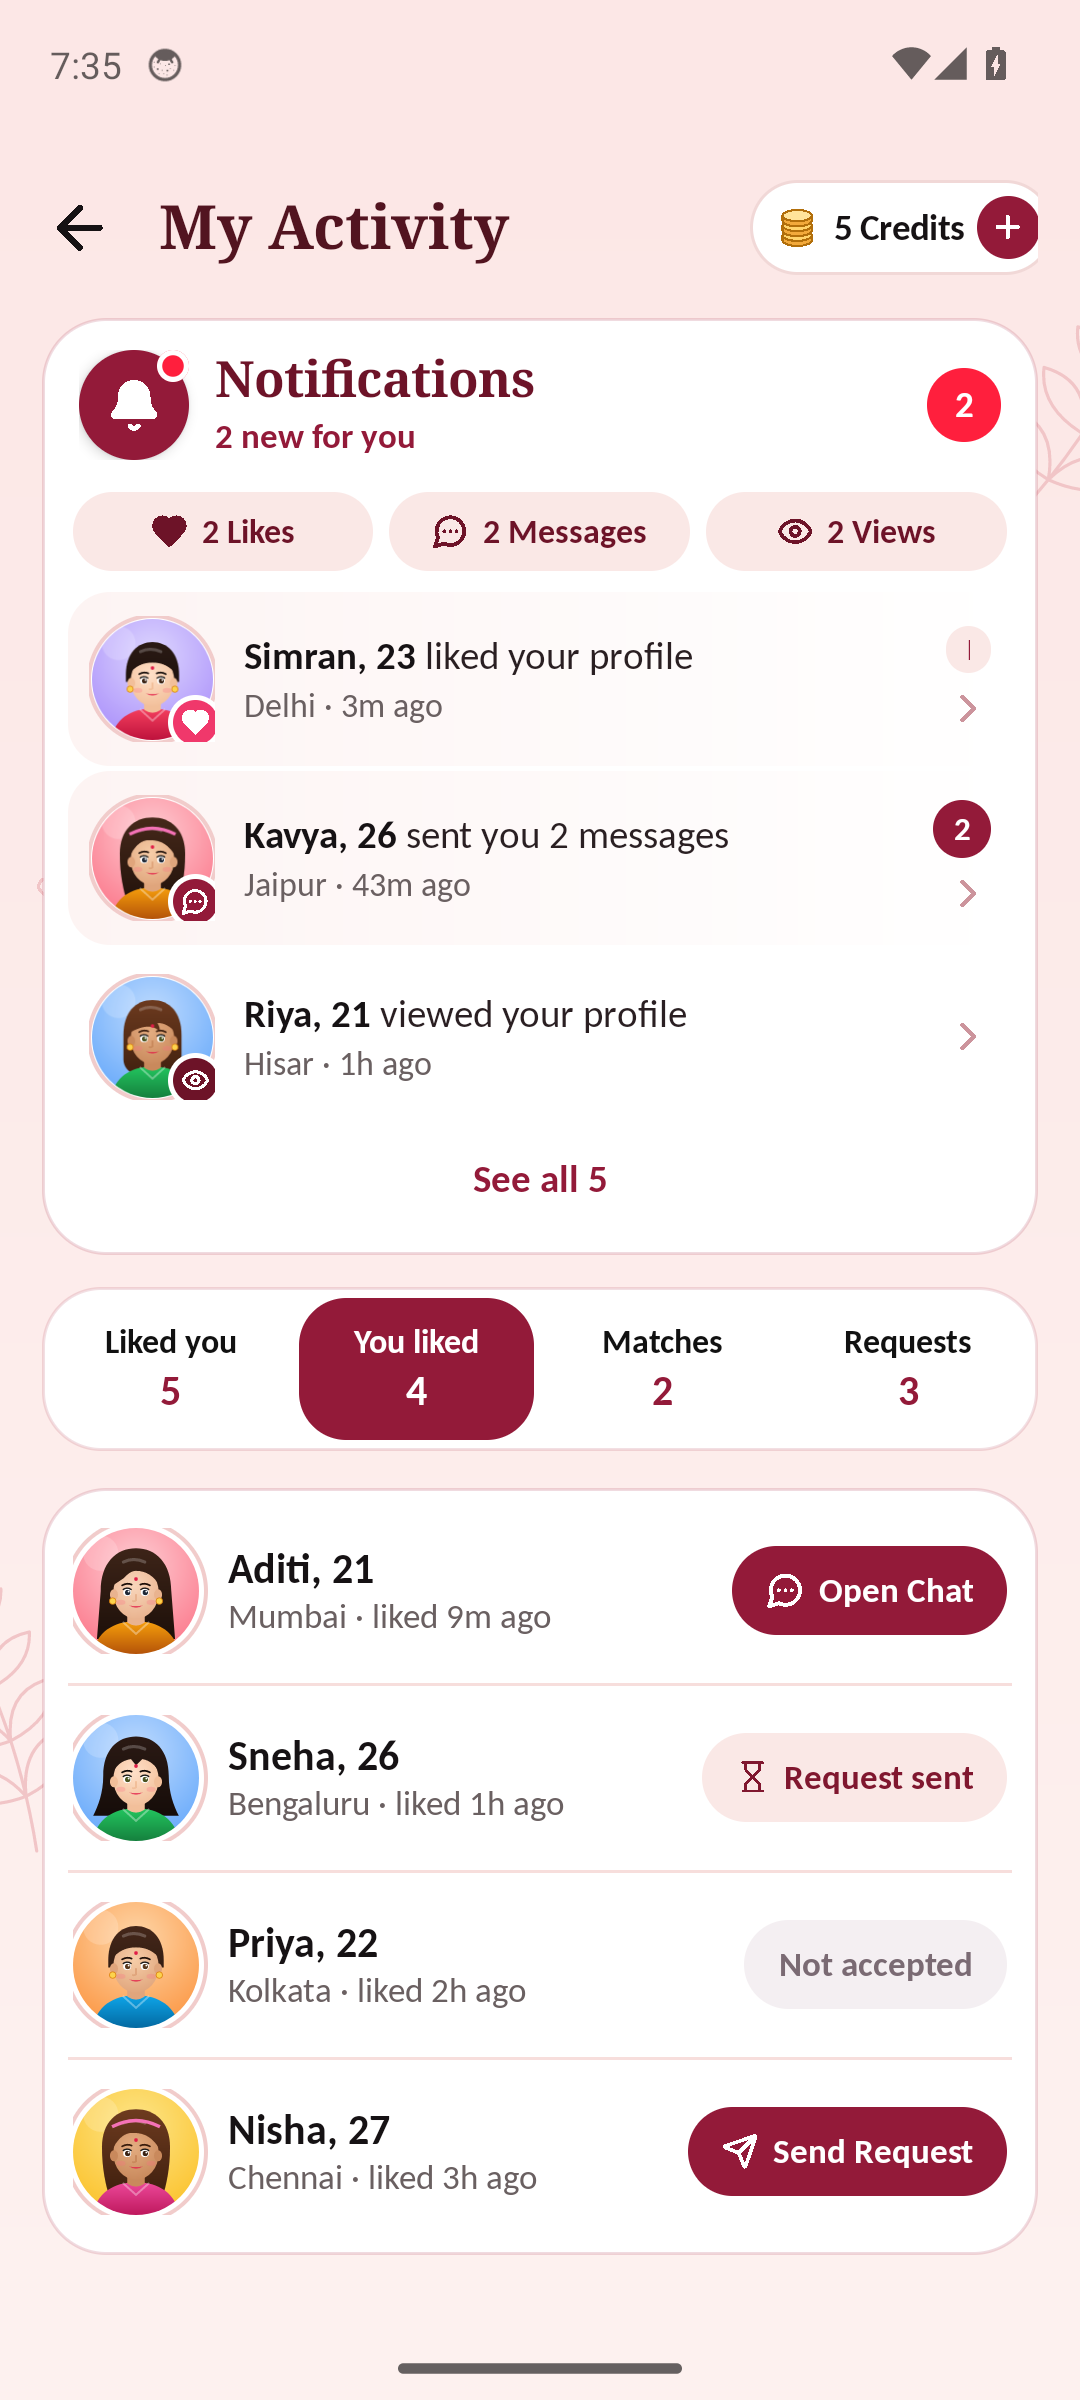 7:35
My Activity
5 Credits
Notifications
2 new for you
2
2 Likes
2 Messages
2 Views
Simran, 23 liked your profile
Delhi · 3m ago
Kavya, 26 sent you 2 messages
Jaipur · 43m ago
2
Riya, 21 viewed your profile
Hisar · 1h ago
See all 5
Liked you
5
You liked
4
Matches
2
Requests
3
Aditi, 21
Mumbai · liked 9m ago
Open Chat
Sneha, 26
Bengaluru · liked 1h ago
Request sent
Priya, 22
Kolkata · liked 2h ago
Not accepted
Nisha, 27
Chennai · liked 3h ago
Send Request